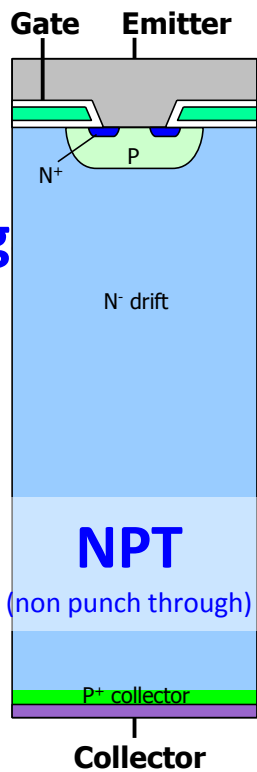 Gate Emitter
P
N⁺
g
N⁻ drift
NPT
(non punch through)
P⁺ collector
Collector